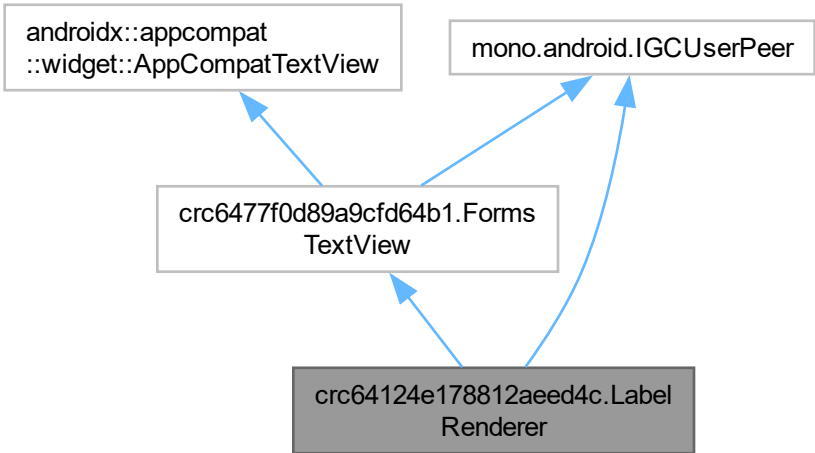 androidx::appcompat
::widget::AppCompatTextView
mono.android.IGCUserPeer
crc6477f0d89a9cfd64b1.Forms
TextView
crc64124e178812aeed4c.Label
Renderer